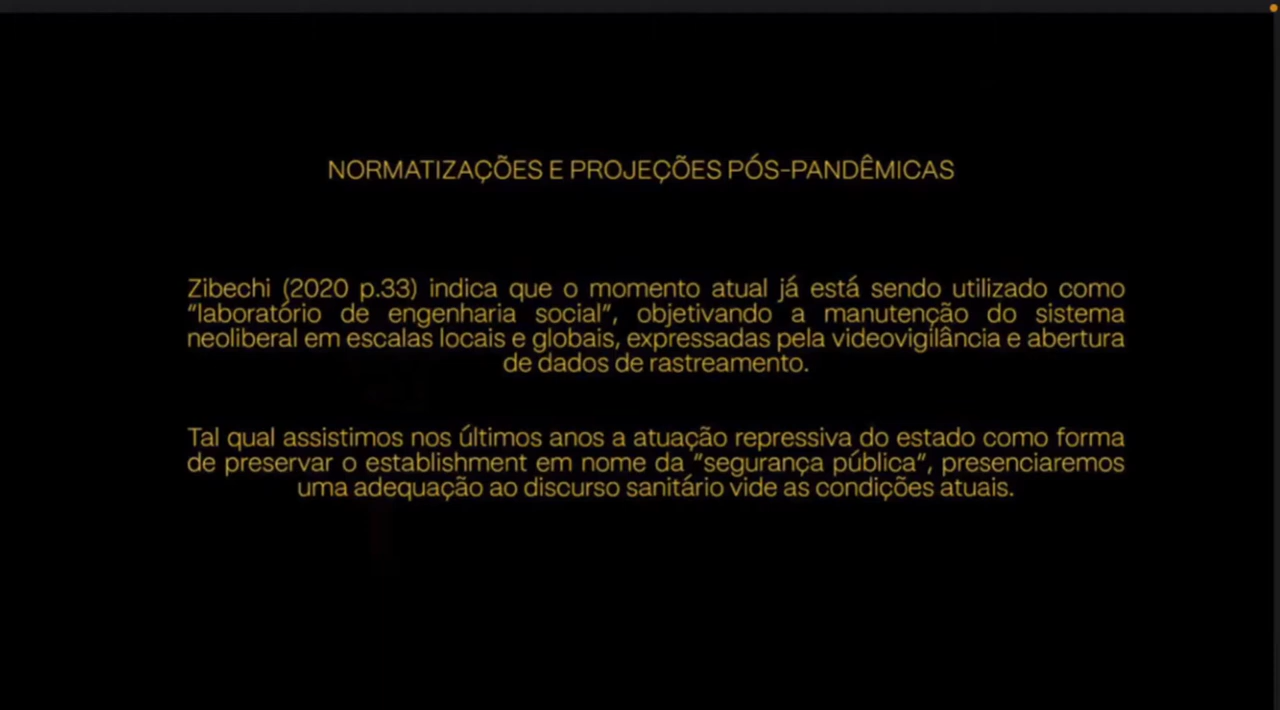 NORMATIZAÇÕES E PROJEÇÕES PÓS-PANDÊMICAS
Zibechi (2020 p.33) indica que o momento atual já está sendo utilizado como
"laboratório de engenharia social", objetivando a manutenção do sistema
neoliberal em escalas locais e globais, expressadas pela videovigilância e abertura
de dados de rastreamento.
Tal qual assistimos nos últimos anos a atuação repressiva do estado como forma
de preservar o establishment em nome da "segurança pública", presenciaremos
uma adequação ao discurso sanitário vide as condições atuais.